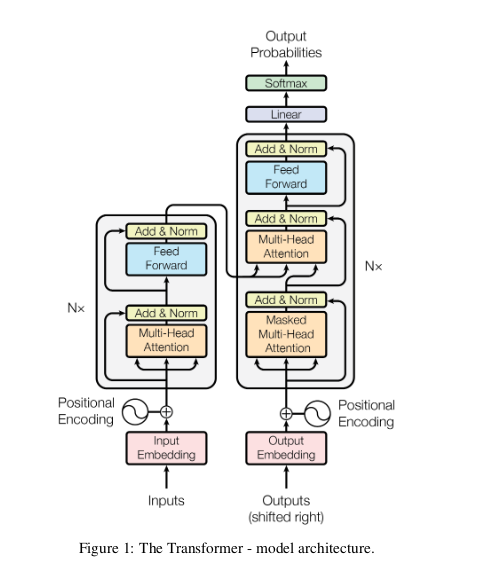 Output
Probabilities
Softmax
Linear
Add & Norm
Feed
Forward
Add & Norm
Multi-Head
Attention
Add & Norm
Masked
Multi-Head
Attention
N×
Positional
Encoding
Output
Embedding
Outputs
(shifted right)
Add & Norm
Feed
Forward
Add & Norm
Multi-Head
Attention
N×
Positional
Encoding
Input
Embedding
Inputs
Figure 1: The Transformer - model architecture.